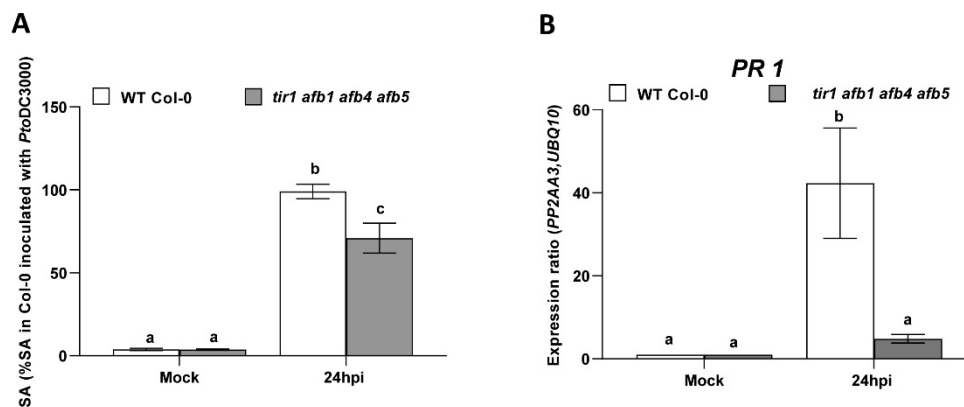 A
SA (%SA in Col-0 inoculated with PtoDC3000)
WT Col-0 tir1 afb1 afb4 afb5
150
100
50
0
a a b c
Mock 24hpi
B
PR 1
Expression ratio (PP2AA3,UBQ10)
WT Col-0 tir1 afb1 afb4 afb5
60
40
20
0
a a b a
Mock 24hpi